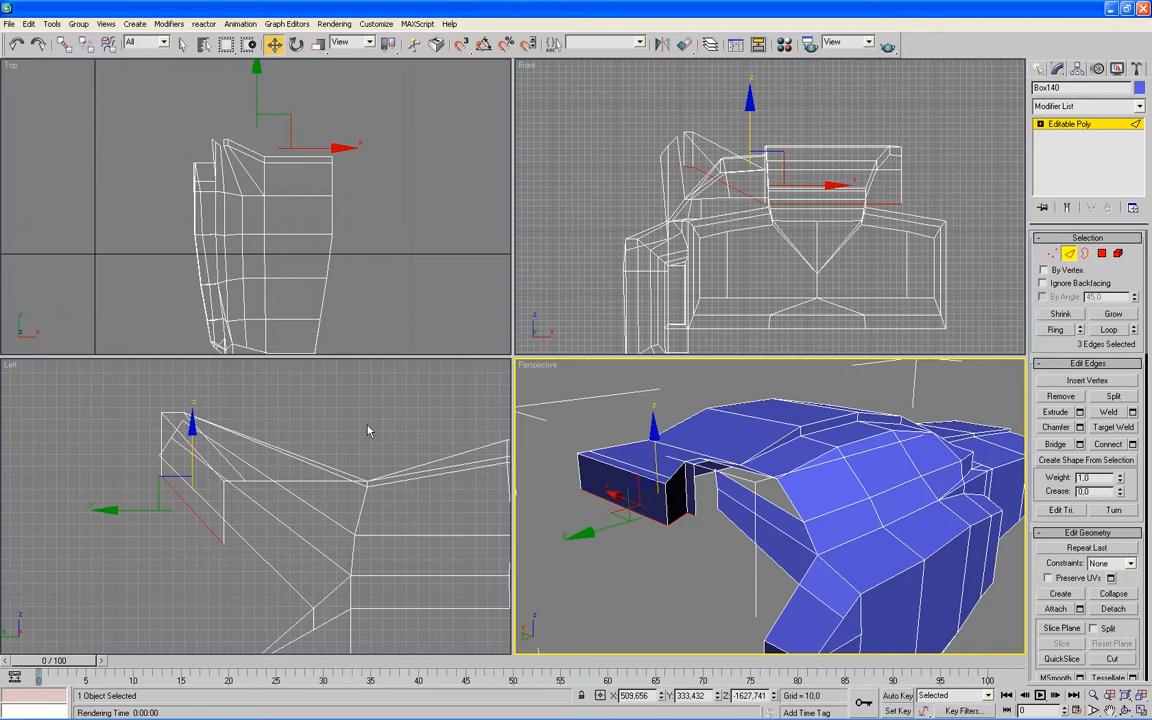 File Edit Tools Group Views Create Modifiers reactor Animation Graph Editors Rendering Customize MAXScript Help
All View View
Top
Front
Left
Perspective
Box140
Modifier List
Editable Poly
Selection
By Vertex
Ignore Backfacing
By Angle: 45,0
Shrink Grow
Ring Loop
3 Edges Selected
Edit Edges
Insert Vertex
Remove Split
Extrude Weld
Chamfer Target Weld
Bridge Connect
Create Shape From Selection
Weight: 1,0
Crease: 0,0
Edit Tri. Turn
Edit Geometry
Repeat Last
Constraints: None
Preserve UVs
Create Collapse
Attach Detach
Slice Plane Split
Slice Reset Plane
QuickSlice Cut
MSmooth Tessellate
0 / 100
0 5 10 15 20 25 30 35 40 45 50 55 60 65 70 75 80 85 90 95 100
1 Object Selected X: 509,656 Y: 333,432 Z: -1627,741 Grid = 10,0 Auto Key Selected
Rendering Time 0:00:00 Add Time Tag Set Key Key Filters... 0